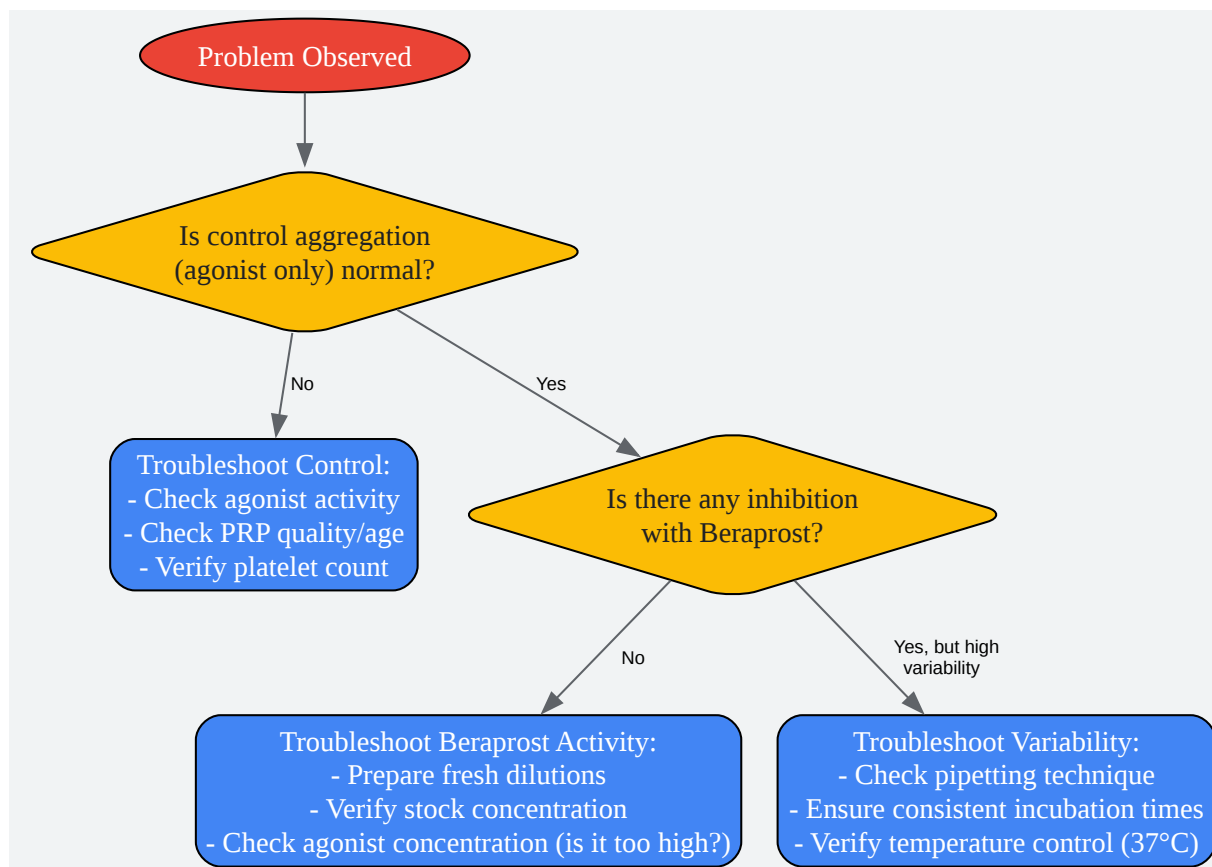 Problem Observed
Is control aggregation
(agonist only) normal?
No
Yes
Troubleshoot Control:
- Check agonist activity
- Check PRP quality/age
- Verify platelet count
Is there any inhibition
with Beraprost?
No
Yes, but high
variability
Troubleshoot Beraprost Activity:
- Prepare fresh dilutions
- Verify stock concentration
- Check agonist concentration (is it too high?)
Troubleshoot Variability:
- Check pipetting technique
- Ensure consistent incubation times
- Verify temperature control (37°C)